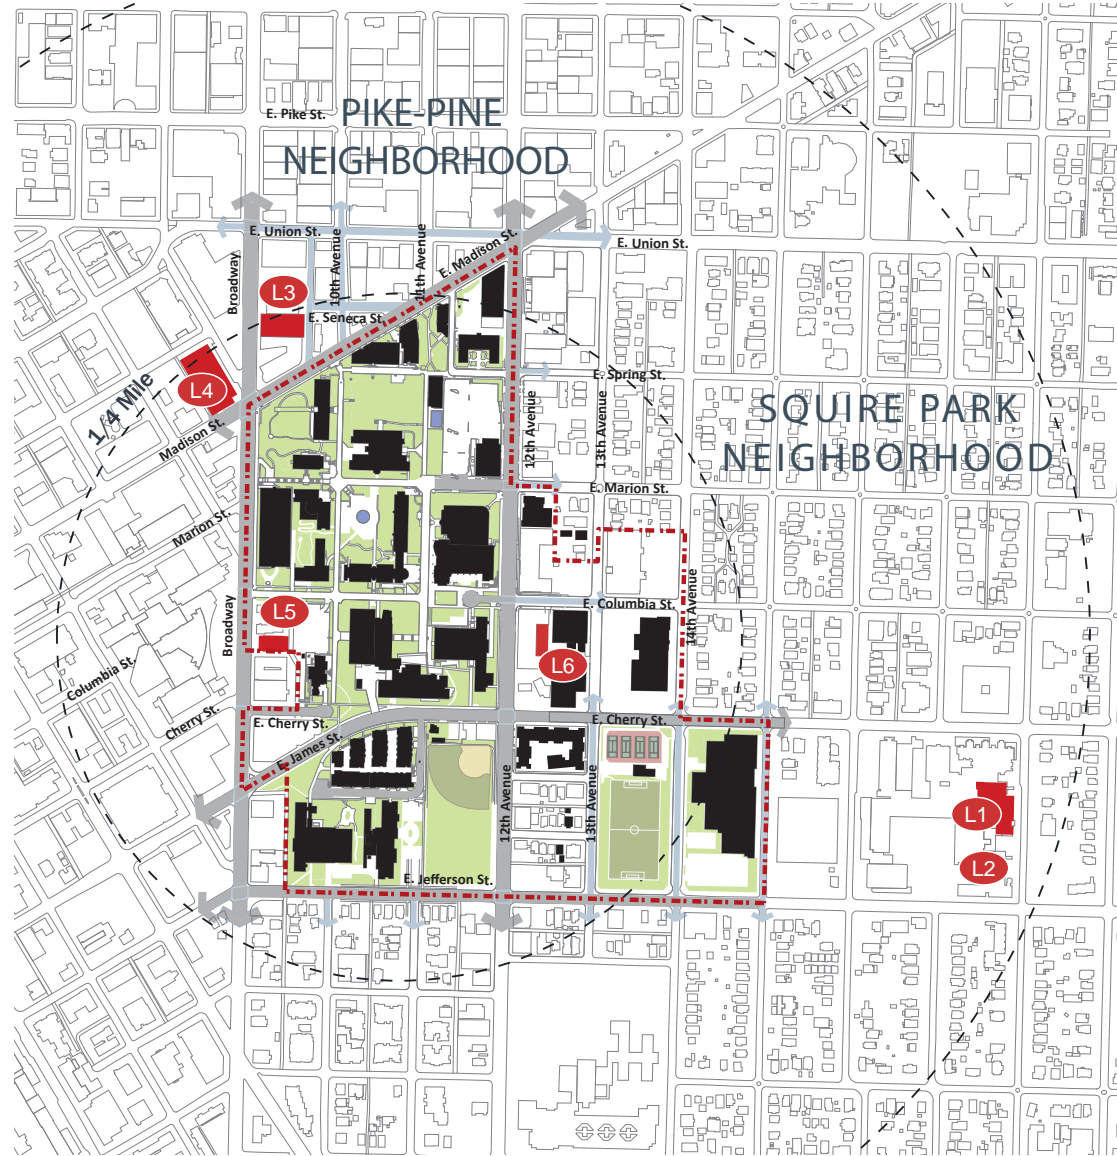 E. Pike St.
PIKE-PINE
NEIGHBORHOOD
E. Union St.
E. Union St.
E. Madison St.
Broadway
10th Avenue
11th Avenue
L3
E. Seneca St.
L4
1/4 Mile
Madison St.
E. Spring St.
12th Avenue
13th Avenue
SQUIRE PARK
NEIGHBORHOOD
E. Marion St.
Marion St.
14th Avenue
E. Columbia St.
L5
Broadway
L6
Columbia St.
Cherry St.
E. Cherry St.
E. Cherry St.
E. James St.
12th Avenue
13th Avenue
L1
L2
E. Jefferson St.